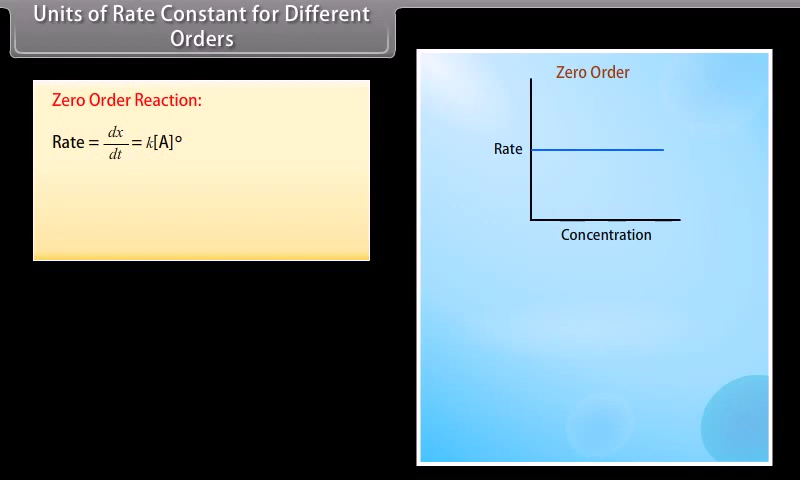 Units of Rate Constant for Different
Orders
Zero Order Reaction:
Rate = dx/dt = k[A]°
Zero Order
Rate
Concentration